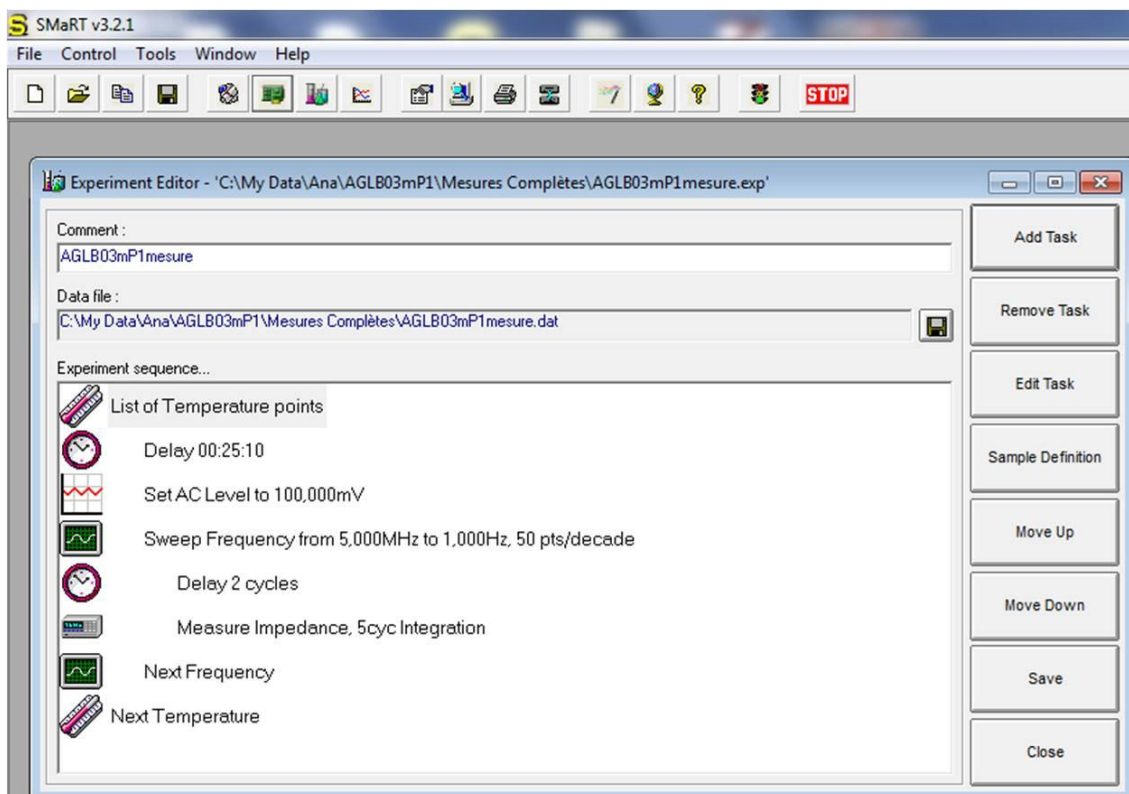 SMaRT v3.2.1
File Control Tools Window Help
STOP
Experiment Editor - 'C:\My Data\Ana\AGLB03mP1\Mesures Complètes\AGLB03mP1mesure.exp'
Comment :
AGLB03mP1mesure
Data file :
C:\My Data\Ana\AGLB03mP1\Mesures Complètes\AGLB03mP1mesure.dat
Experiment sequence...
List of Temperature points
Delay 00:25:10
Set AC Level to 100,000mV
Sweep Frequency from 5,000MHz to 1,000Hz, 50 pts/decade
Delay 2 cycles
Measure Impedance, 5cyc Integration
Next Frequency
Next Temperature
Add Task
Remove Task
Edit Task
Sample Definition
Move Up
Move Down
Save
Close